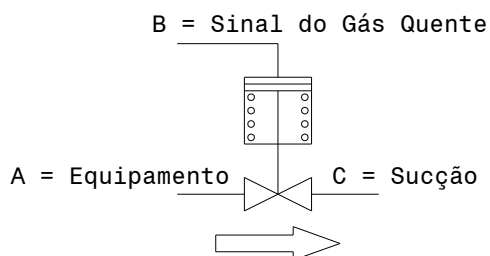 B = Sinal do Gás Quente
A = Equipamento
C = Sucção